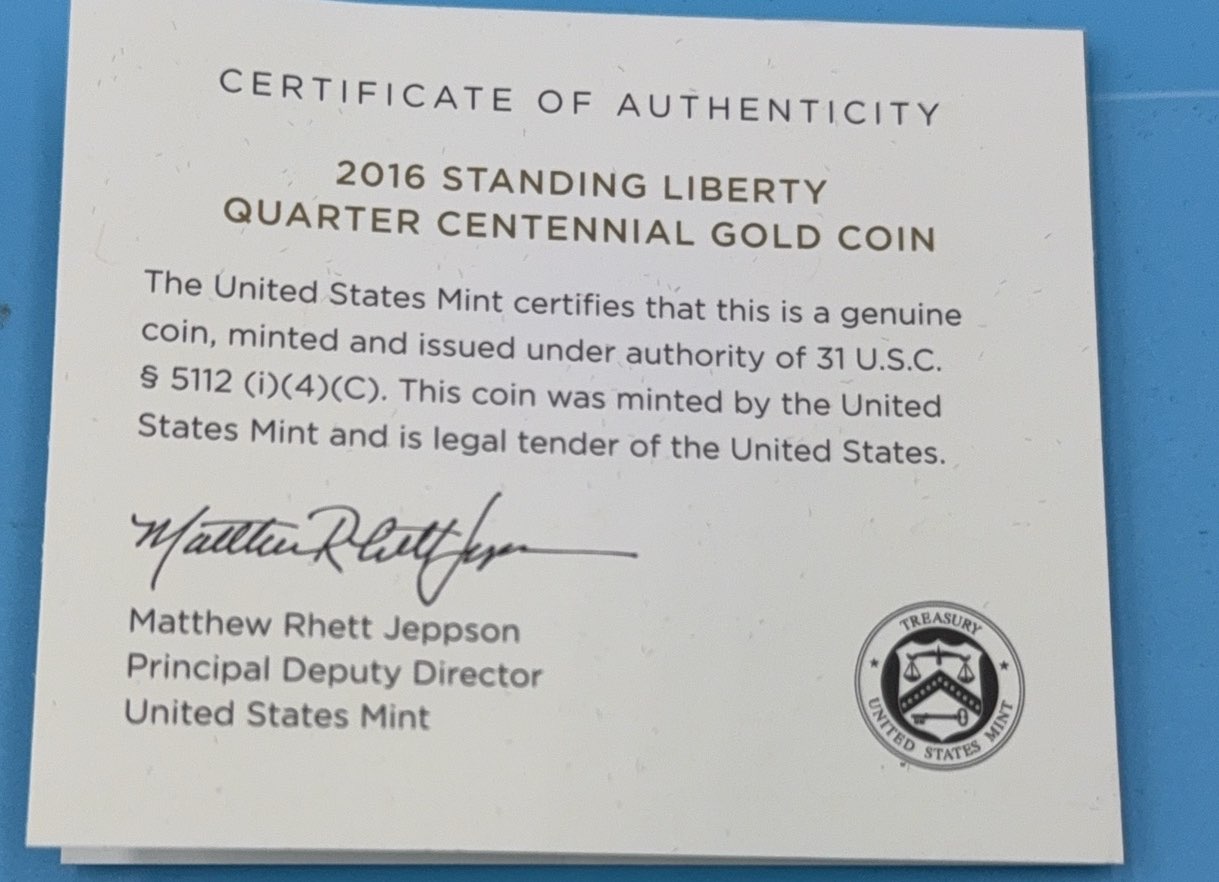 CERTIFICATE OF AUTHENTICITY
2016 STANDING LIBERTY
QUARTER CENTENNIAL GOLD COIN
The United States Mint certifies that this is a genuine
coin, minted and issued under authority of 31 U.S.C.
§ 5112 (i)(4)(C). This coin was minted by the United
States Mint and is legal tender of the United States.
Matthew Rhett Jeppson
Matthew Rhett Jeppson
Principal Deputy Director
United States Mint
TREASURY
UNITED STATES MINT